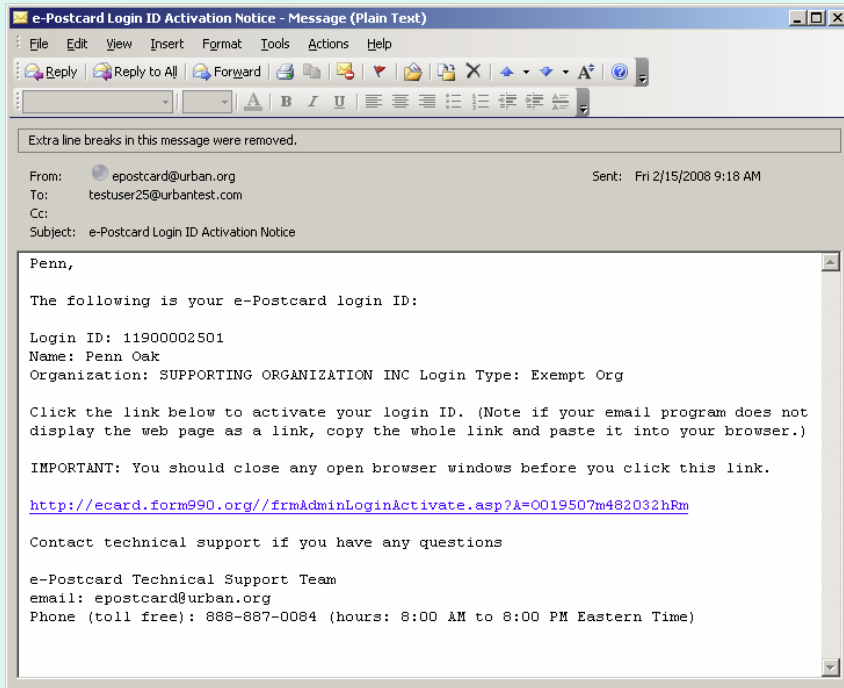 e-Postcard Login ID Activation Notice - Message (Plain Text)
File Edit View Insert Format Tools Actions Help
Reply Reply to All Forward
A B I U
Extra line breaks in this message were removed.
From: epostcard@urban.org Sent: Fri 2/15/2008 9:18 AM
To: testuser25@urbantest.com
Cc:
Subject: e-Postcard Login ID Activation Notice
Penn,
The following is your e-Postcard login ID:
Login ID: 11900002501
Name: Penn Oak
Organization: SUPPORTING ORGANIZATION INC Login Type: Exempt Org
Click the link below to activate your login ID. (Note if your email program does not
display the web page as a link, copy the whole link and paste it into your browser.)
IMPORTANT: You should close any open browser windows before you click this link.
http://ecard.form990.org//frmAdminLoginActivate.asp?A=O019507m482032hRm
Contact technical support if you have any questions
e-Postcard Technical Support Team
email: epostcard@urban.org
Phone (toll free): 888-887-0084 (hours: 8:00 AM to 8:00 PM Eastern Time)